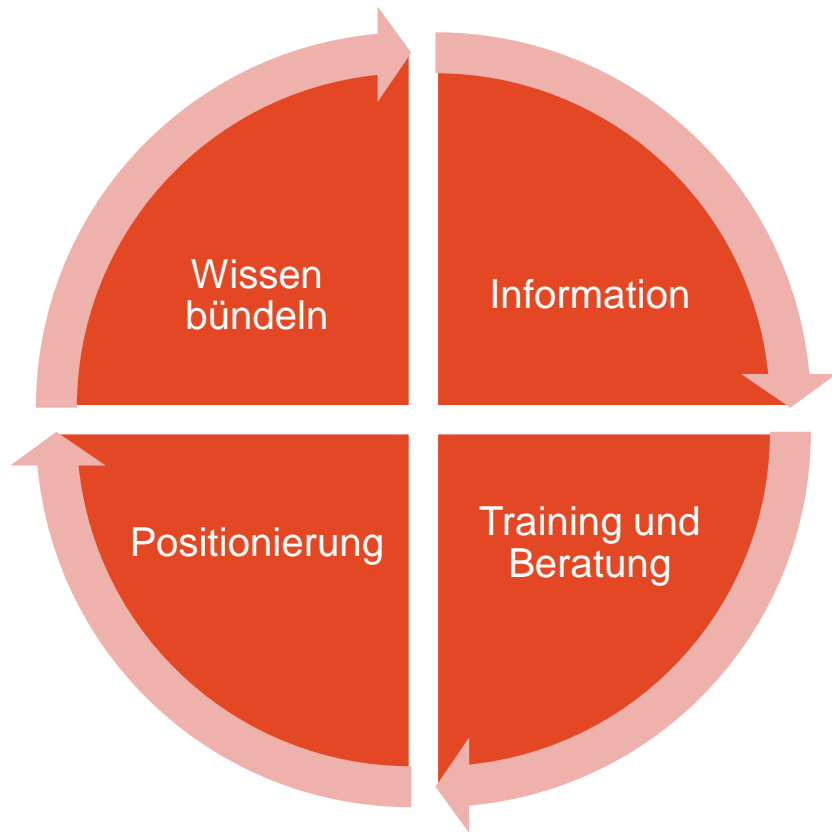 Wissen
bündeln
Information
Positionierung
Training und
Beratung